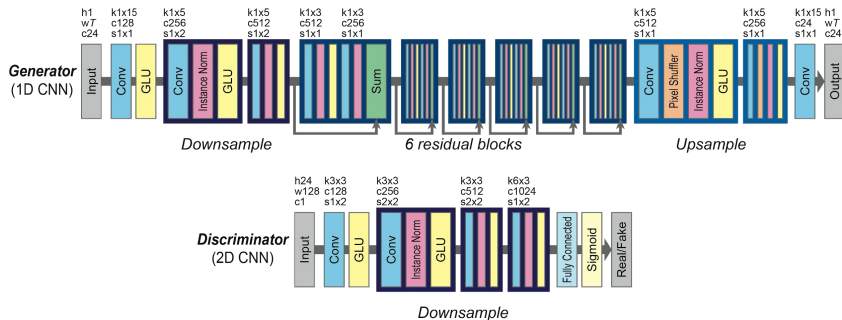 h1
wT
c24
k1x15
c128
s1x1
k1x5
c256
s1x2
k1x5
c512
s1x2
k1x3 k1x3
c512 c256
s1x1 s1x1
k1x5
c512
s1x1
k1x5
c256
s1x1
k1x15
c24
s1x1
h1
wT
c24
Generator
(1D CNN)
Input
Conv
GLU
Conv
Instance Norm
GLU
Sum
Conv
Pixel Shuffler
Instance Norm
GLU
Conv
Output
Downsample
6 residual blocks
Upsample
h24
w128
c1
k3x3
c128
s1x2
k3x3
c256
s2x2
k3x3
c512
s2x2
k6x3
c1024
s1x2
Discriminator
(2D CNN)
Input
Conv
GLU
Conv
Instance Norm
GLU
Fully Connected
Sigmoid
Real/Fake
Downsample